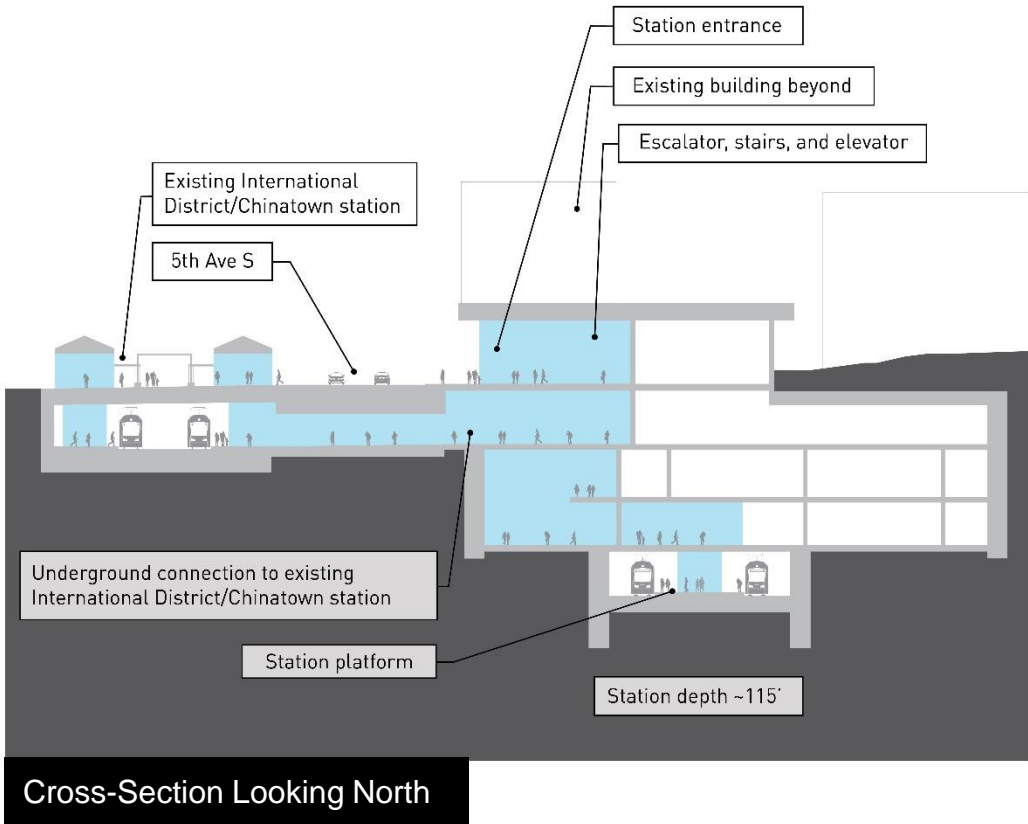 Station entrance
Existing building beyond
Escalator, stairs, and elevator
Existing International
District/Chinatown station
5th Ave S
Underground connection to existing
International District/Chinatown station
Station platform
Station depth ~115'
Cross-Section Looking North